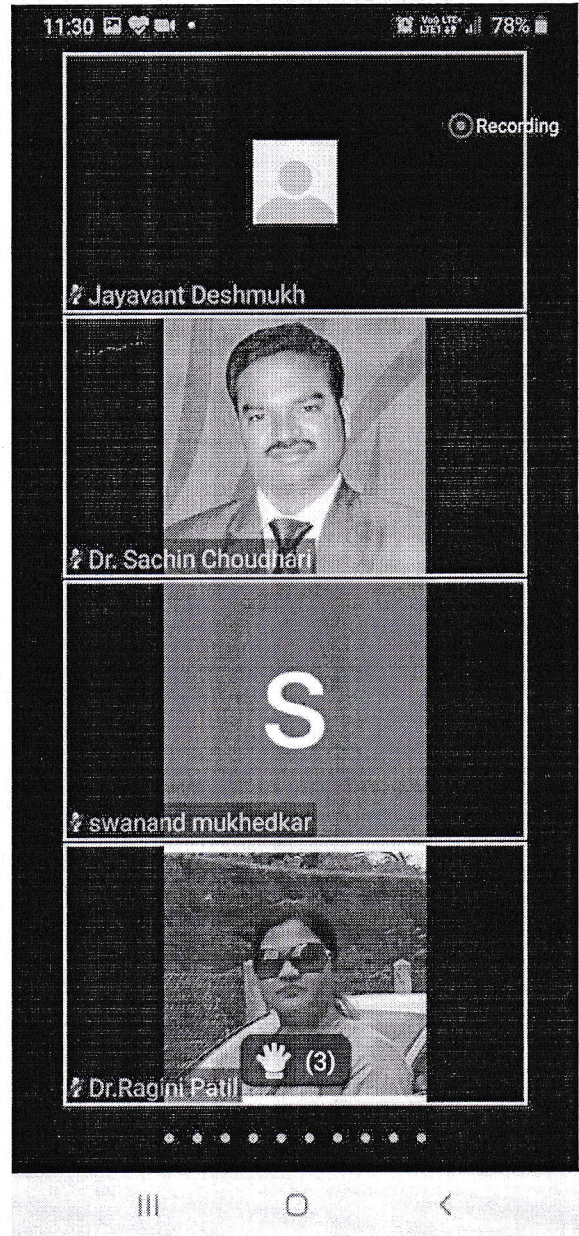 11:30 78%
Recording
Jayavant Deshmukh
Dr. Sachin Choudhari
S
swanand mukhedkar
(3)
Dr.Ragini Patil